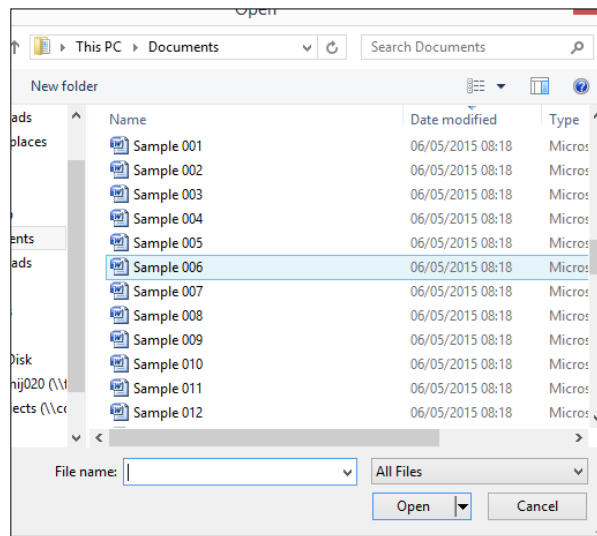 Open
This PC Documents Search Documents
New folder
ads
places
ents
ads
Disk
Name Date modified Type
Sample 001 06/05/2015 08:18 Micros
Sample 002 06/05/2015 08:18 Micros
Sample 003 06/05/2015 08:18 Micros
Sample 004 06/05/2015 08:18 Micros
Sample 005 06/05/2015 08:18 Micros
Sample 006 06/05/2015 08:18 Micros
Sample 007 06/05/2015 08:18 Micros
Sample 008 06/05/2015 08:18 Micros
Sample 009 06/05/2015 08:18 Micros
Sample 010 06/05/2015 08:18 Micros
Sample 011 06/05/2015 08:18 Micros
Sample 012 06/05/2015 08:18 Micros
File name: All Files
Open Cancel